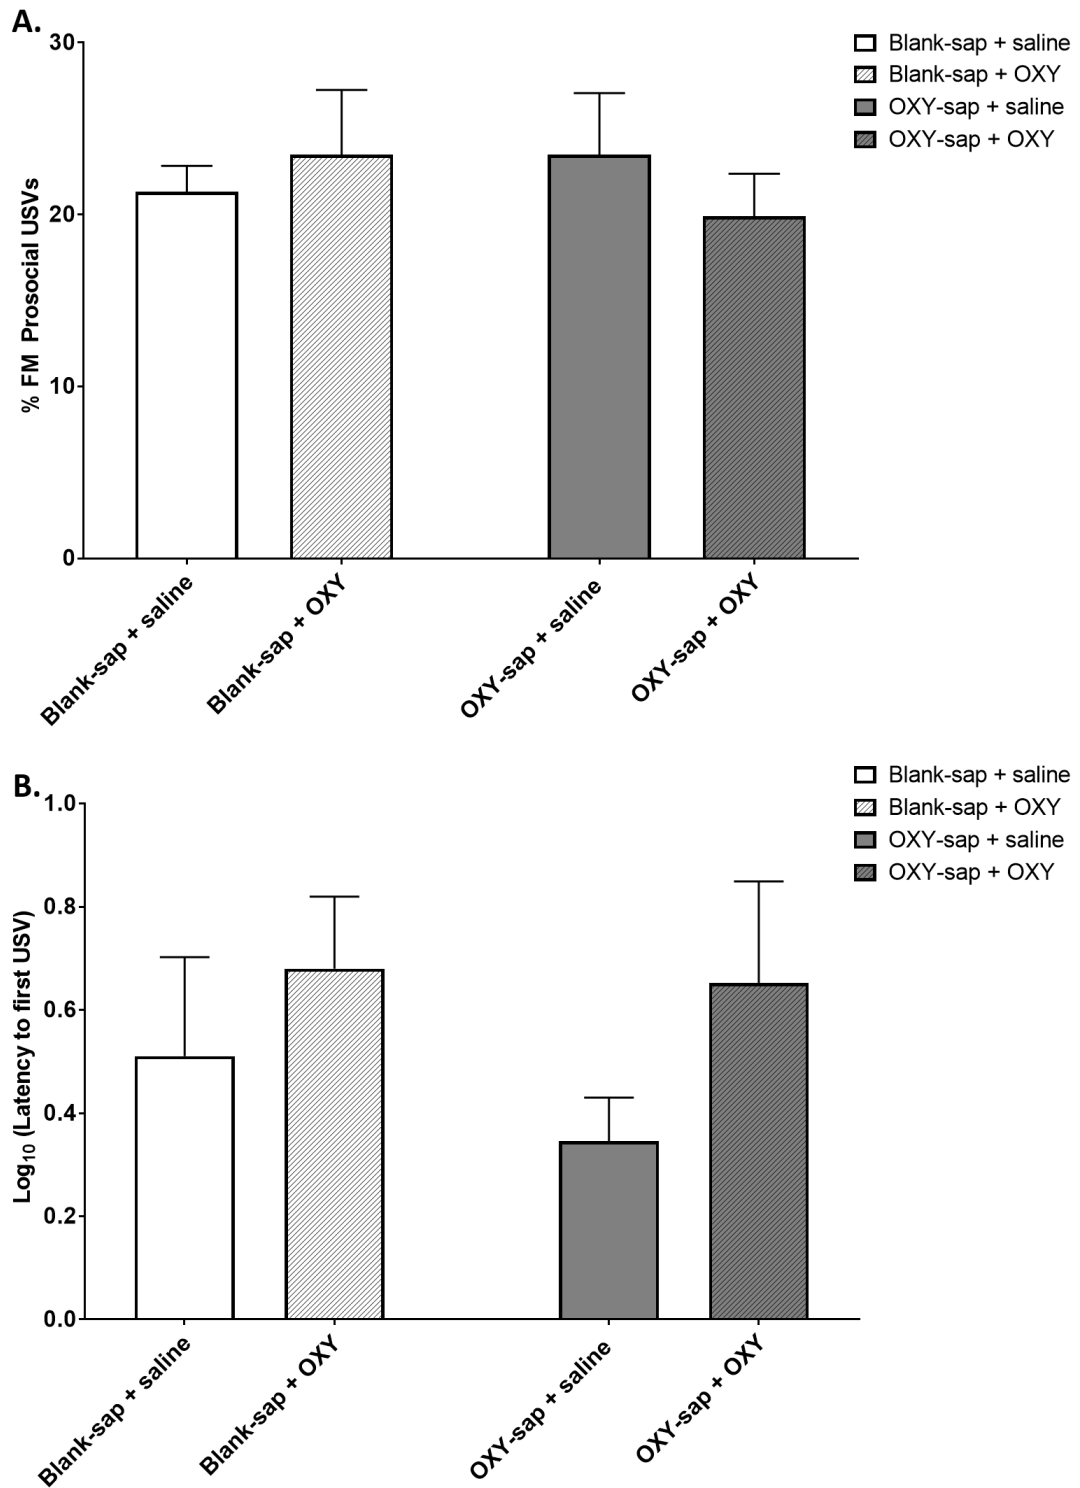 A.
30
20
10
0
% FM Prosocial USVs
Blank-sap + saline
Blank-sap + OXY
OXY-sap + saline
OXY-sap + OXY
Blank-sap + saline
Blank-sap + OXY
OXY-sap + saline
OXY-sap + OXY
B.
1.0
0.8
0.6
0.4
0.2
0.0
Log₁₀ (Latency to first USV)
Blank-sap + saline
Blank-sap + OXY
OXY-sap + saline
OXY-sap + OXY
Blank-sap + saline
Blank-sap + OXY
OXY-sap + saline
OXY-sap + OXY